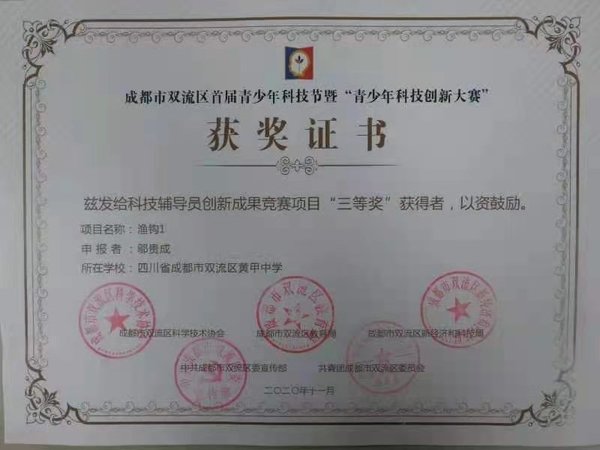 成都市双流区首届青少年科技节暨“青少年科技创新大赛”
获奖证书
兹发给科技辅导员创新成果竞赛项目“三等奖”获得者，以资鼓励。
项目名称：渔钩1
申报者：鄢贵成
所在学校：四川省成都市双流区黄甲中学
成都市双流区科学技术协会 成都市双流区教育局 成都市双流区新经济和科技局
中共成都市双流区委宣传部 共青团成都市双流区委员会
二〇二〇年十一月